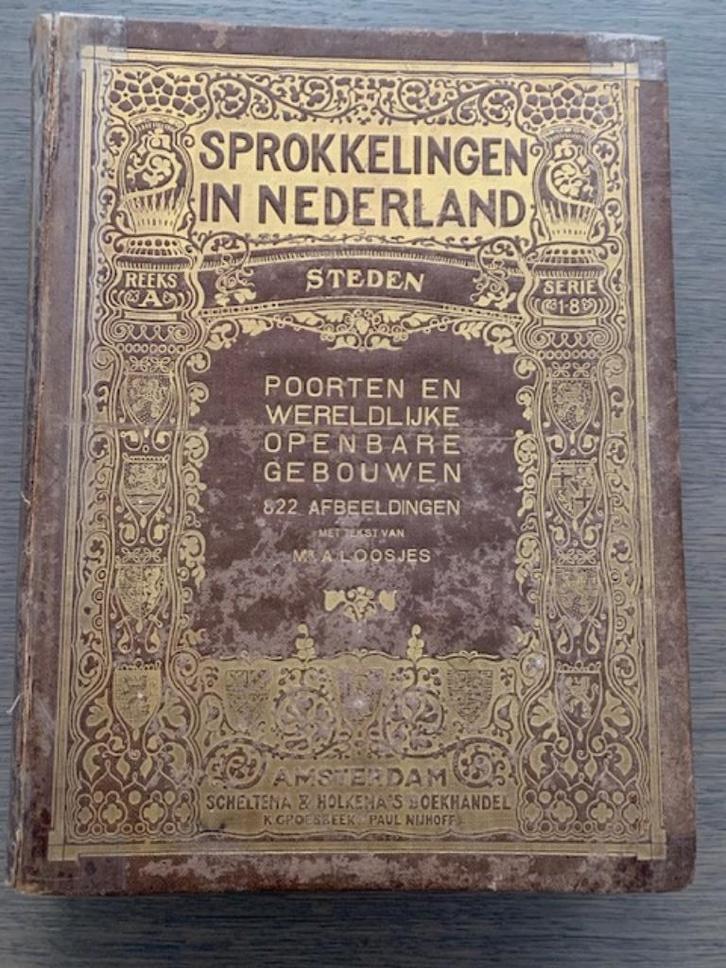 SPROKKELINGEN
IN NEDERLAND
STEDEN
REEKS
A
SERIE
1-8
POORTEN EN
WERELDLIJKE
OPENBARE
GEBOUWEN
822 AFBEELDINGEN
MET TEKST VAN
Mr A. LOOSJES
AMSTERDAM
SCHELTEMA & HOLKEMA'S BOEKHANDEL
K. GROESBEEK & PAUL NIJHOFF